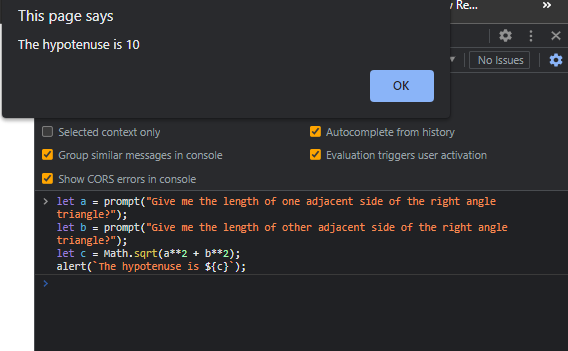 This page says
The hypotenuse is 10
OK
Re...
No Issues
Selected context only
Autocomplete from history
Group similar messages in console
Evaluation triggers user activation
Show CORS errors in console
let a = prompt("Give me the length of one adjacent side of the right angle
triangle?");
let b = prompt("Give me the length of other adjacent side of the right angle
triangle?");
let c = Math.sqrt(a**2 + b**2);
alert(`The hypotenuse is ${c}`);